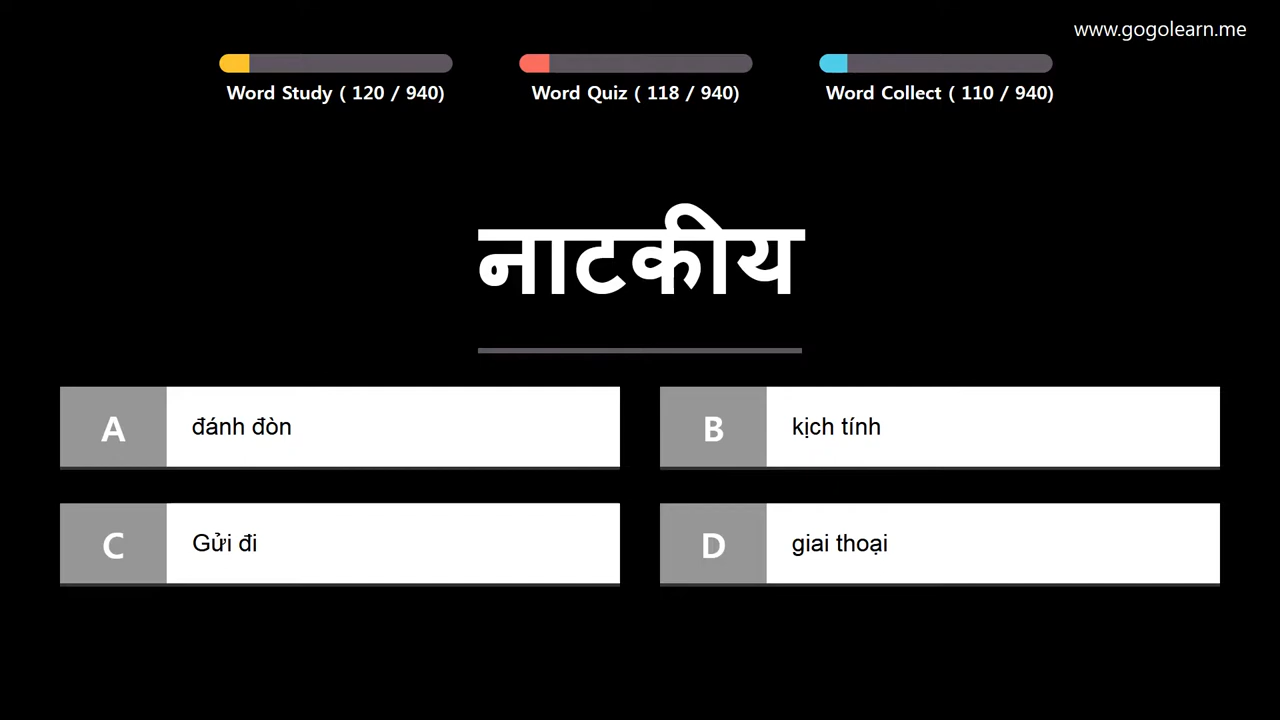 www.gogolearn.me
Word Study ( 120 / 940)
Word Quiz ( 118 / 940)
Word Collect ( 110 / 940)
नाटकीय
A
đánh đòn
B
kịch tính
C
Gửi đi
D
giai thoại